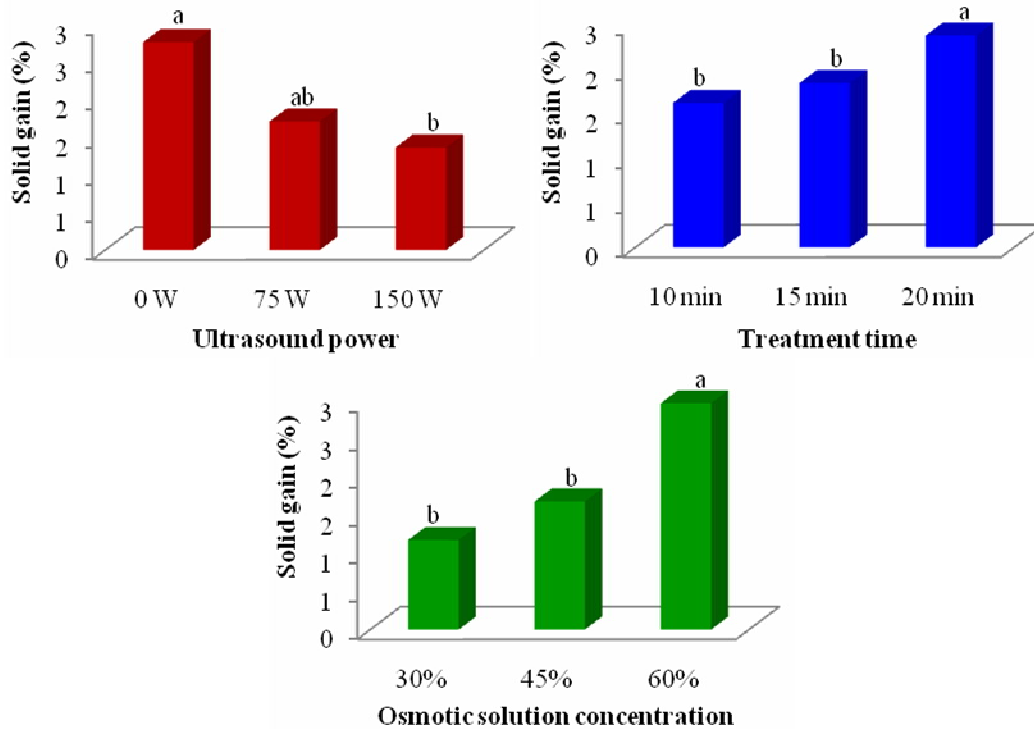 Solid gain (%)
3
3
2
2
1
1
0
a
ab
b
0 W 75 W 150 W
Ultrasound power
Solid gain (%)
3
2
2
1
1
0
b
b
a
10 min 15 min 20 min
Treatment time
Solid gain (%)
3
3
2
2
1
1
0
b
b
a
30% 45% 60%
Osmotic solution concentration